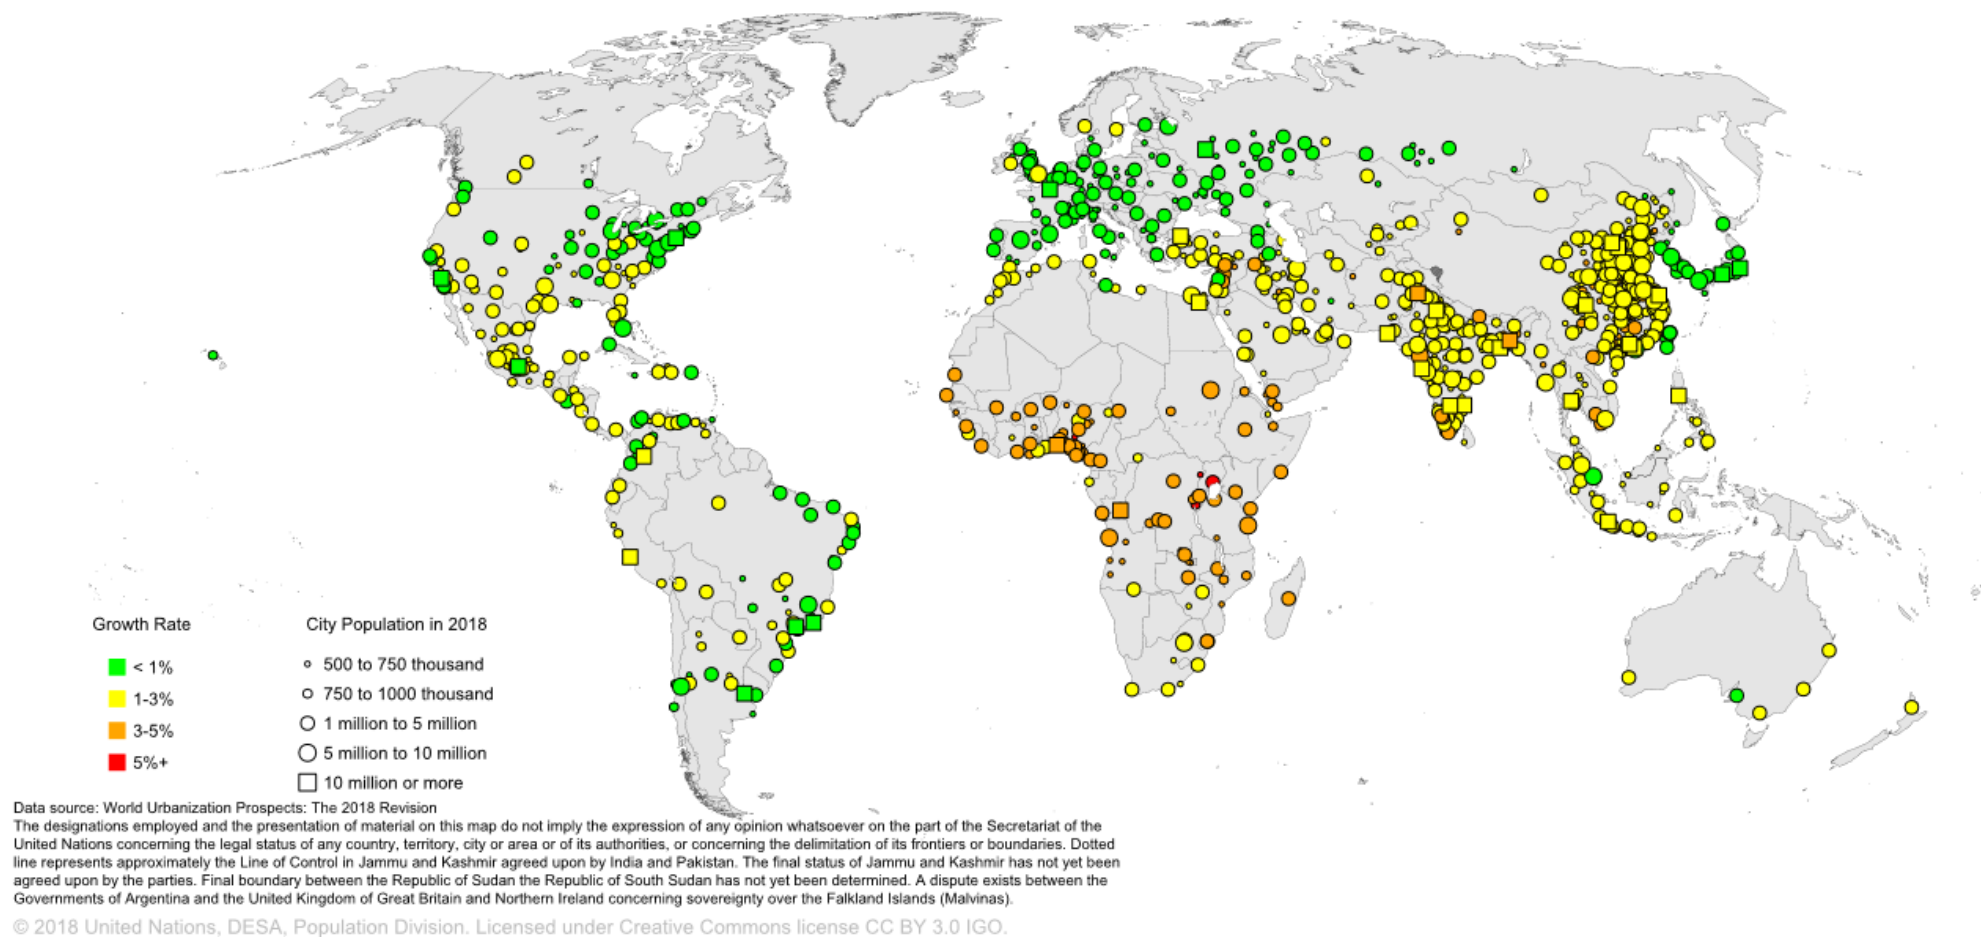 Growth Rate
< 1%
1-3%
3-5%
5%+
City Population in 2018
500 to 750 thousand
750 to 1000 thousand
1 million to 5 million
5 million to 10 million
10 million or more
Data source: World Urbanization Prospects: The 2018 Revision
The designations employed and the presentation of material on this map do not imply the expression of any opinion whatsoever on the part of the Secretariat of the
United Nations concerning the legal status of any country, territory, city or area or of its authorities, or concerning the delimitation of its frontiers or boundaries. Dotted
line represents approximately the Line of Control in Jammu and Kashmir agreed upon by India and Pakistan. The final status of Jammu and Kashmir has not yet been
agreed upon by the parties. Final boundary between the Republic of Sudan the Republic of South Sudan has not yet been determined. A dispute exists between the
Governments of Argentina and the United Kingdom of Great Britain and Northern Ireland concerning sovereignty over the Falkland Islands (Malvinas).
© 2018 United Nations, DESA, Population Division. Licensed under Creative Commons license CC BY 3.0 IGO.